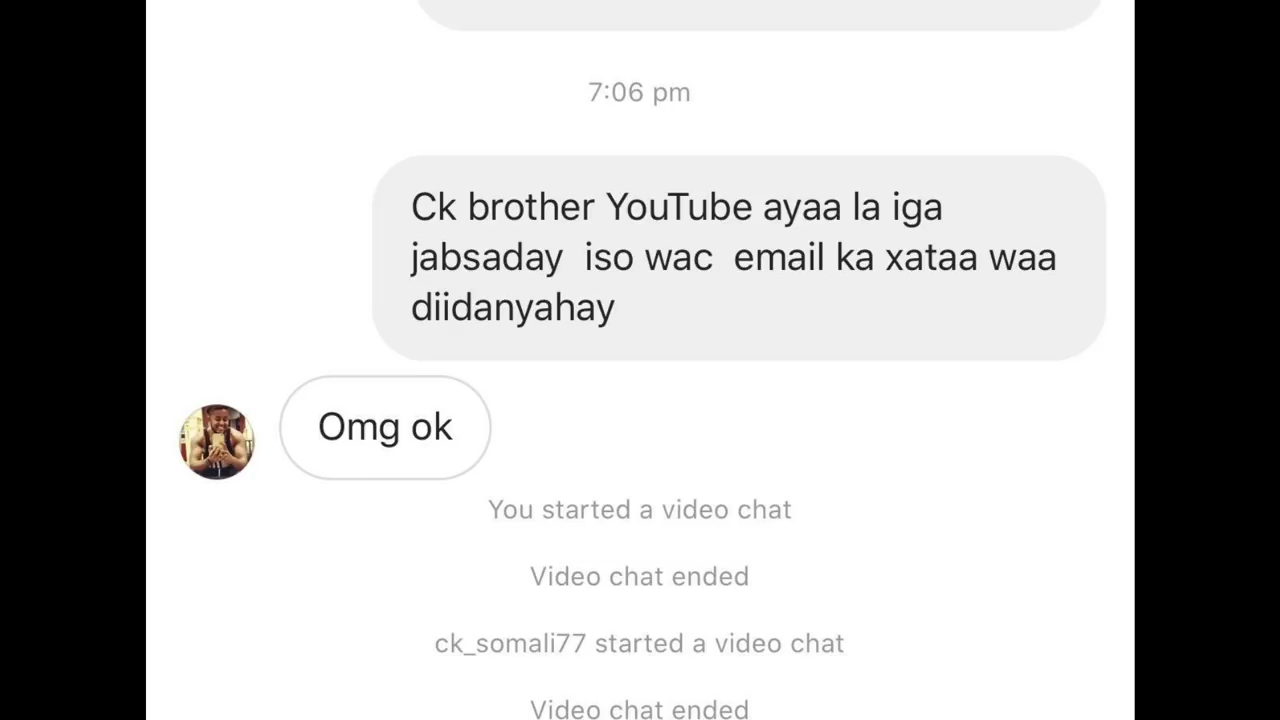 7:06 pm
Ck brother YouTube ayaa la iga
jabsaday  iso wac  email ka xataa waa
diidanyahay
Omg ok
You started a video chat
Video chat ended
ck_somali77 started a video chat
Video chat ended